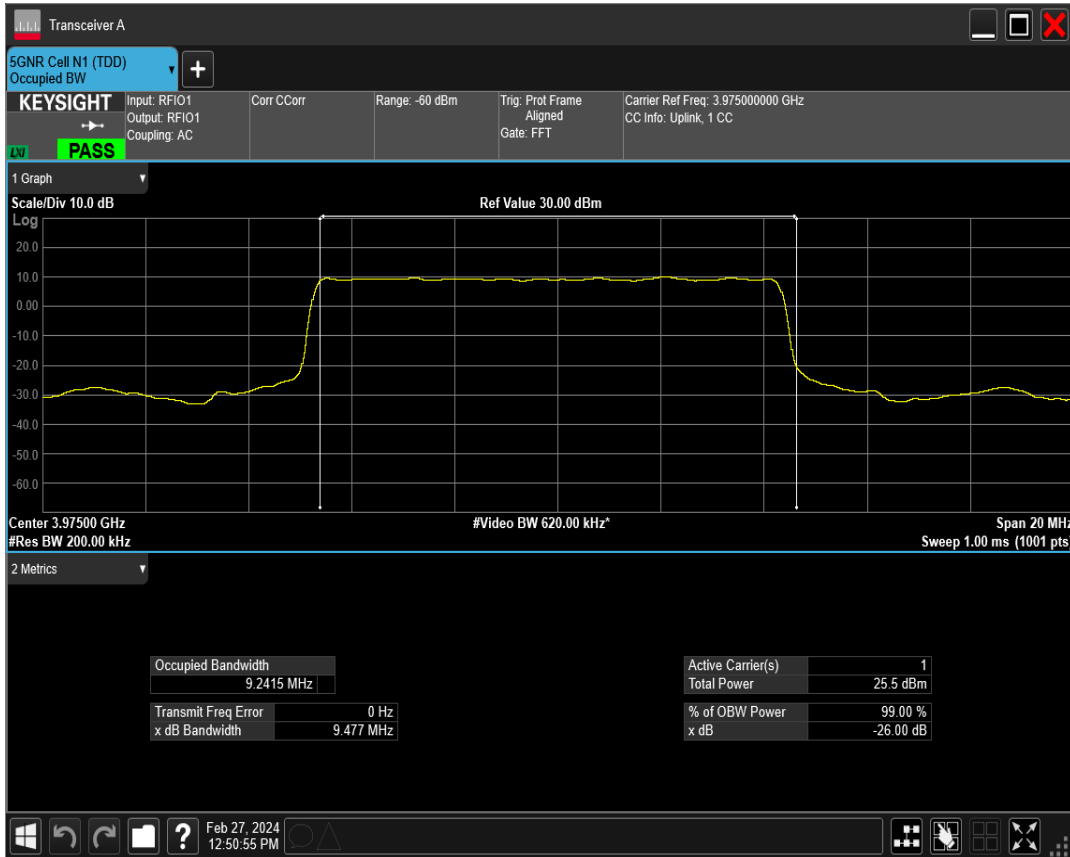 Transceiver A
5GNR Cell N1 (TDD)
Occupied BW
+
KEYSIGHT
LXI
PASS
Input: RFIO1
Output: RFIO1
Coupling: AC
Corr CCorr
Range: -60 dBm
Trig: Prot Frame
Aligned
Gate: FFT
Carrier Ref Freq: 3.975000000 GHz
CC Info: Uplink, 1 CC
1 Graph
Scale/Div 10.0 dB
Ref Value 30.00 dBm
Log
20.0
10.0
0.00
-10.0
-20.0
-30.0
-40.0
-50.0
-60.0
Center 3.97500 GHz
#Video BW 620.00 kHz*
Span 20 MHz
#Res BW 200.00 kHz
Sweep 1.00 ms (1001 pts
2 Metrics
Occupied Bandwidth
9.2415 MHz
Transmit Freq Error 0 Hz
x dB Bandwidth 9.477 MHz
Active Carrier(s) 1
Total Power 25.5 dBm
% of OBW Power 99.00 %
x dB -26.00 dB
?
Feb 27, 2024
12:50:55 PM